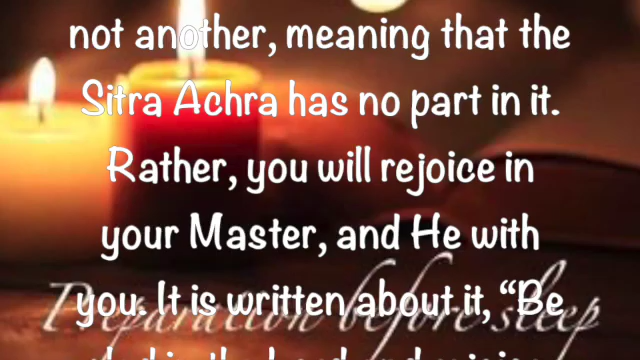 not another, meaning that the
Sitra Achra has no part in it.
Rather, you will rejoice in
your Master, and He with
you. It is written about it, “Be
Preparation before sleep